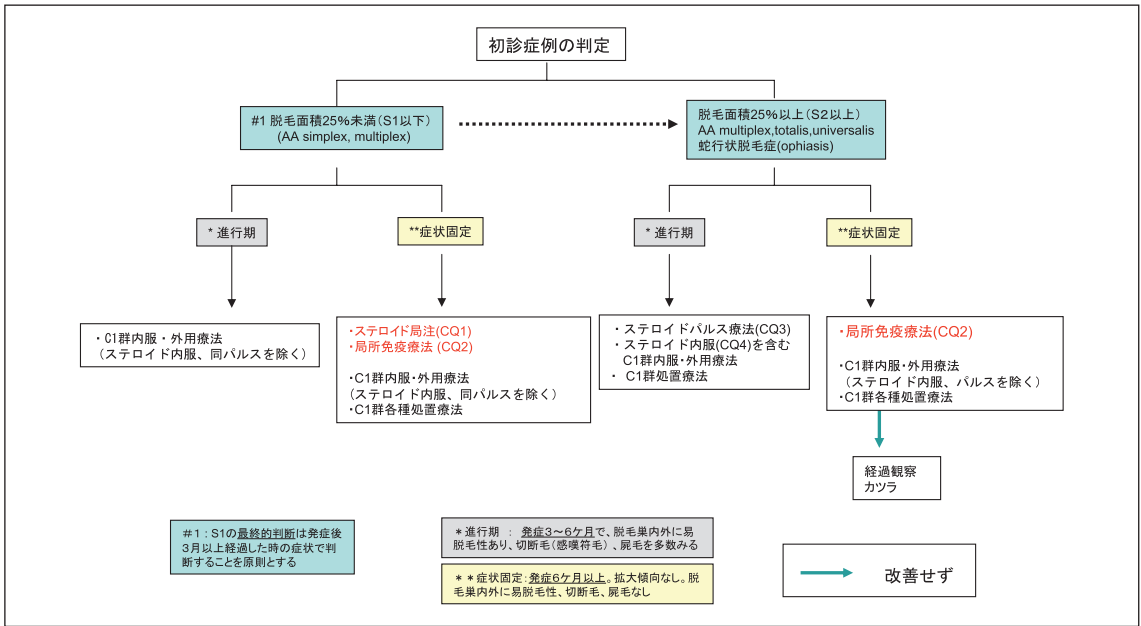 初診症例の判定
#1 脱毛面積25%未満(S1以下)
(AA simplex, multiplex)
脱毛面積25%以上(S2以上)
AA multiplex,totalis,universalis
蛇行状脱毛症(ophiasis)
* 進行期
**症状固定
* 進行期
**症状固定
・C1群内服・外用療法
(ステロイド内服、同パルスを除く)
・ステロイド局注(CQ1)
・局所免疫療法 (CQ2)
・C1群内服・外用療法
(ステロイド内服、同パルスを除く)
・C1群各種処置療法
・ステロイドパルス療法(CQ3)
・ステロイド内服(CQ4)を含む
C1群内服・外用療法
・ C1群処置療法
・局所免疫療法(CQ2)
・C1群内服・外用療法
(ステロイド内服、パルスを除く)
・C1群各種処置療法
経過観察
カツラ
#1:S1の最終的判断は発症後
3月以上経過した時の症状で判
断することを原則とする
*進行期 : 発症3~6ケ月で、脱毛巣内外に易
脱毛性あり、切断毛(感嘆符毛)、屍毛を多数みる
**症状固定:発症6ケ月以上。拡大傾向なし。脱
毛巣内外に易脱毛性、切断毛、屍毛なし
改善せず